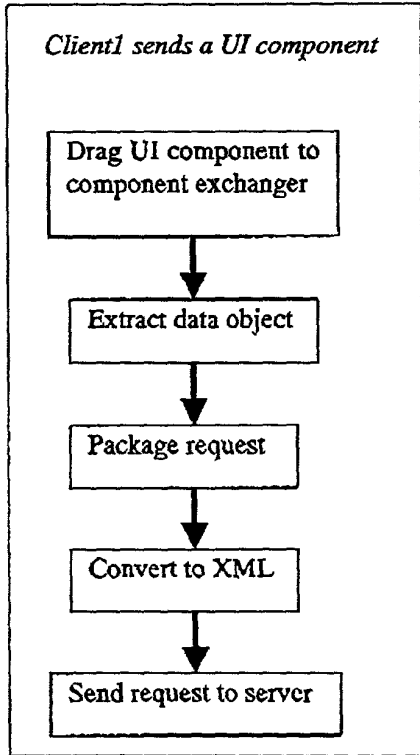 Client1 sends a UI component
Drag UI component to
component exchanger
Extract data object
Package request
Convert to XML
Send request to server